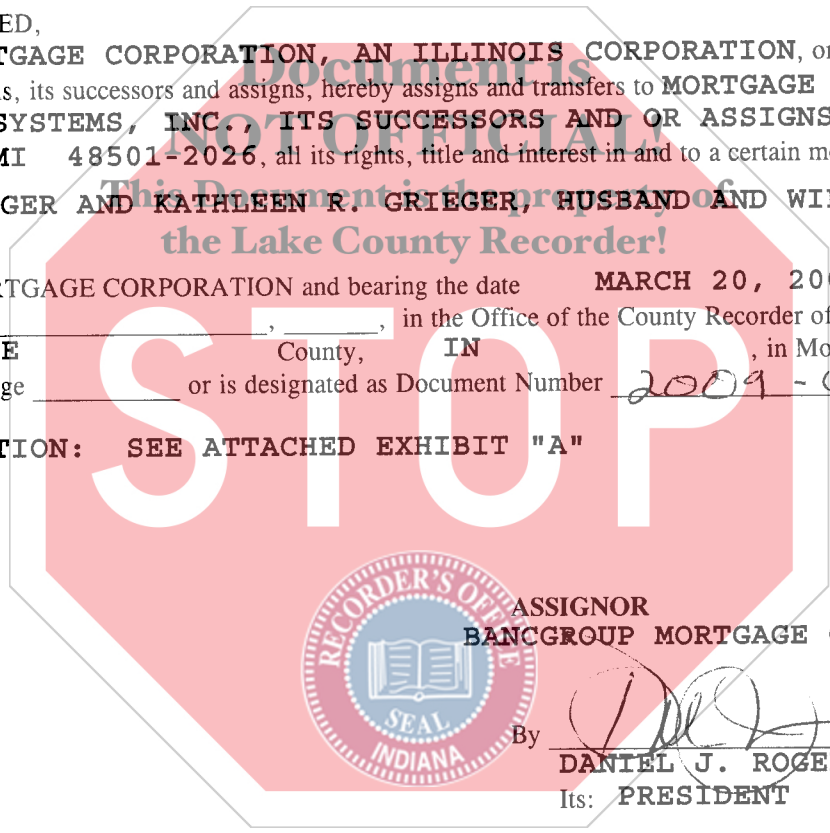 ED,
TGAGE CORPORATION, AN ILLINOIS CORPORATION, or
s, its successors and assigns, hereby assigns and transfers to MORTGAGE
SYSTEMS, INC., ITS SUCCESSORS AND OR ASSIGNS
MI 48501-2026, all its rights, title and interest in and to a certain mo
GER AND KATHLEEN R. GRIEGER, HUSBAND AND WI
RTGAGE CORPORATION and bearing the date MARCH 20, 200
, , in the Office of the County Recorder of
E County, IN , in Mo
ge or is designated as Document Number 2009 -
TION: SEE ATTACHED EXHIBIT "A"
Document is
NOT OFFICIAL!
This Document is the property of
the Lake County Recorder!
STOP
RECORDER'S OFFICE
SEAL
INDIANA
ASSIGNOR
BANCGROUP MORTGAGE
By
DANIEL J. ROGE
Its: PRESIDENT